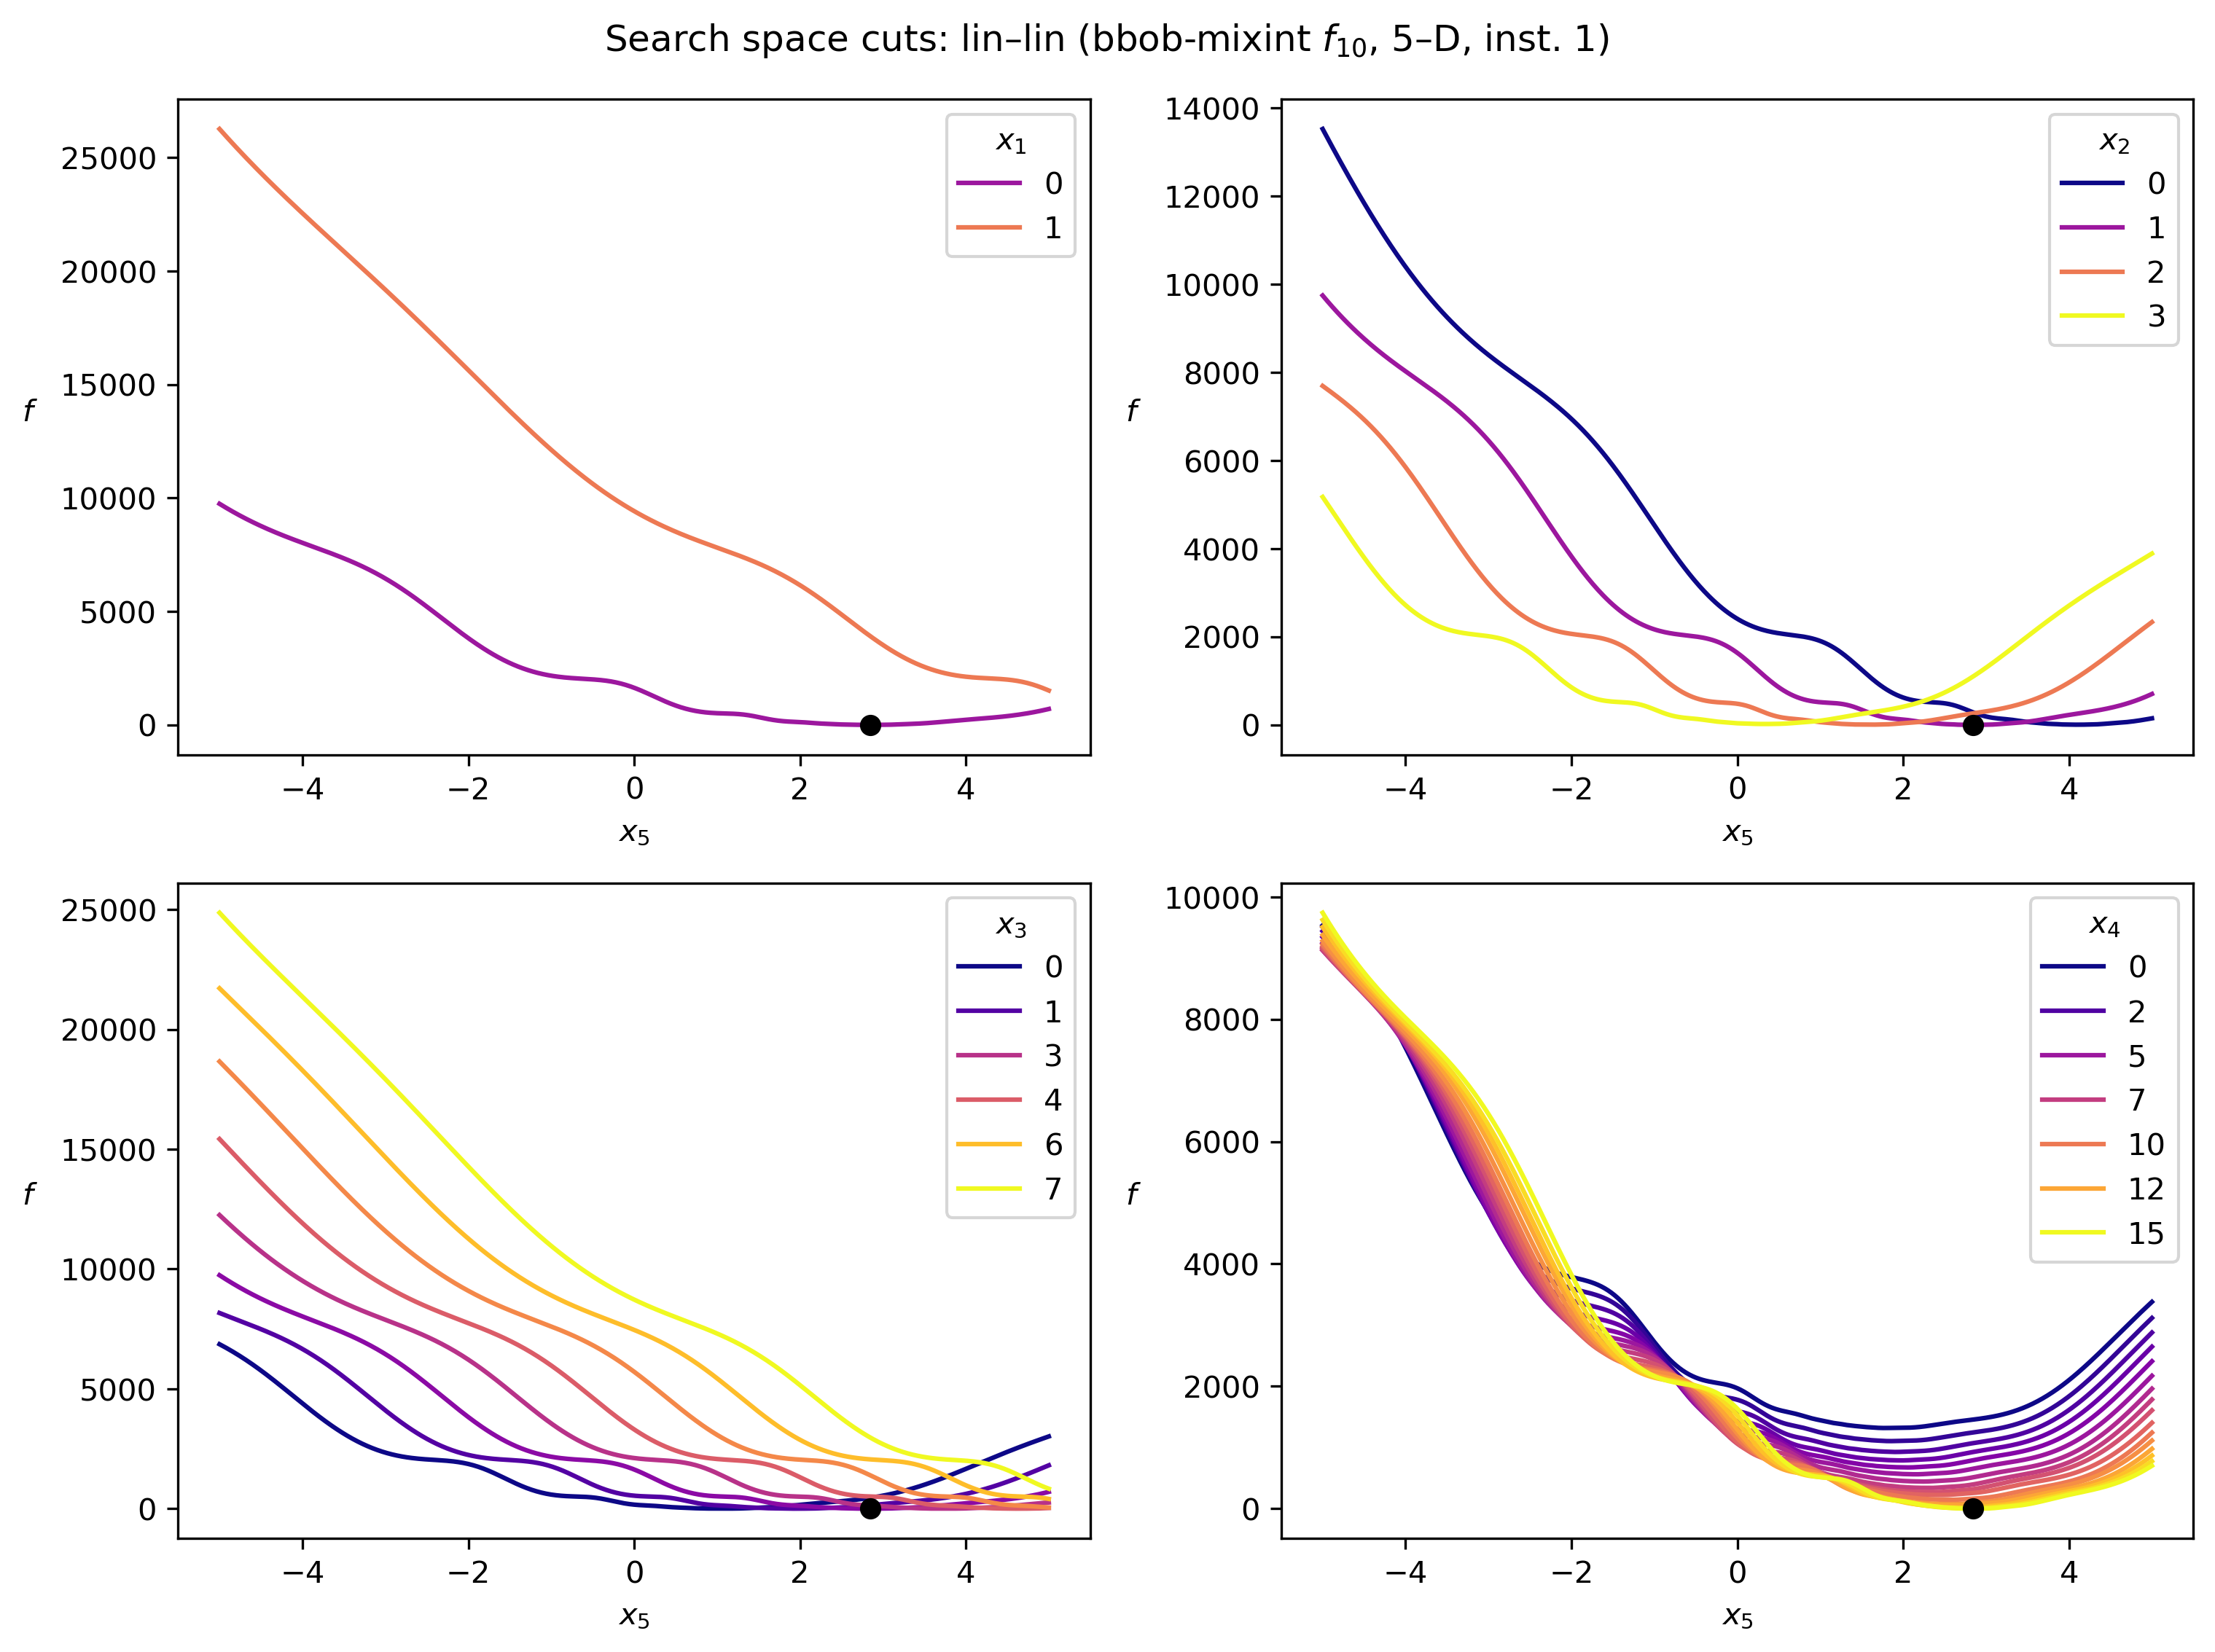 Search space cuts: lin–lin (bbob-mixint f10, 5–D, inst. 1)
25000
20000
15000
10000
5000
0
f
−4 −2 0 2 4
x5
x1
0
1
14000
12000
10000
8000
6000
4000
2000
0
f
−4 −2 0 2 4
x5
x2
0
1
2
3
25000
20000
15000
10000
5000
0
f
−4 −2 0 2 4
x5
x3
0
1
3
4
6
7
10000
8000
6000
4000
2000
0
f
−4 −2 0 2 4
x5
x4
0
2
5
7
10
12
15